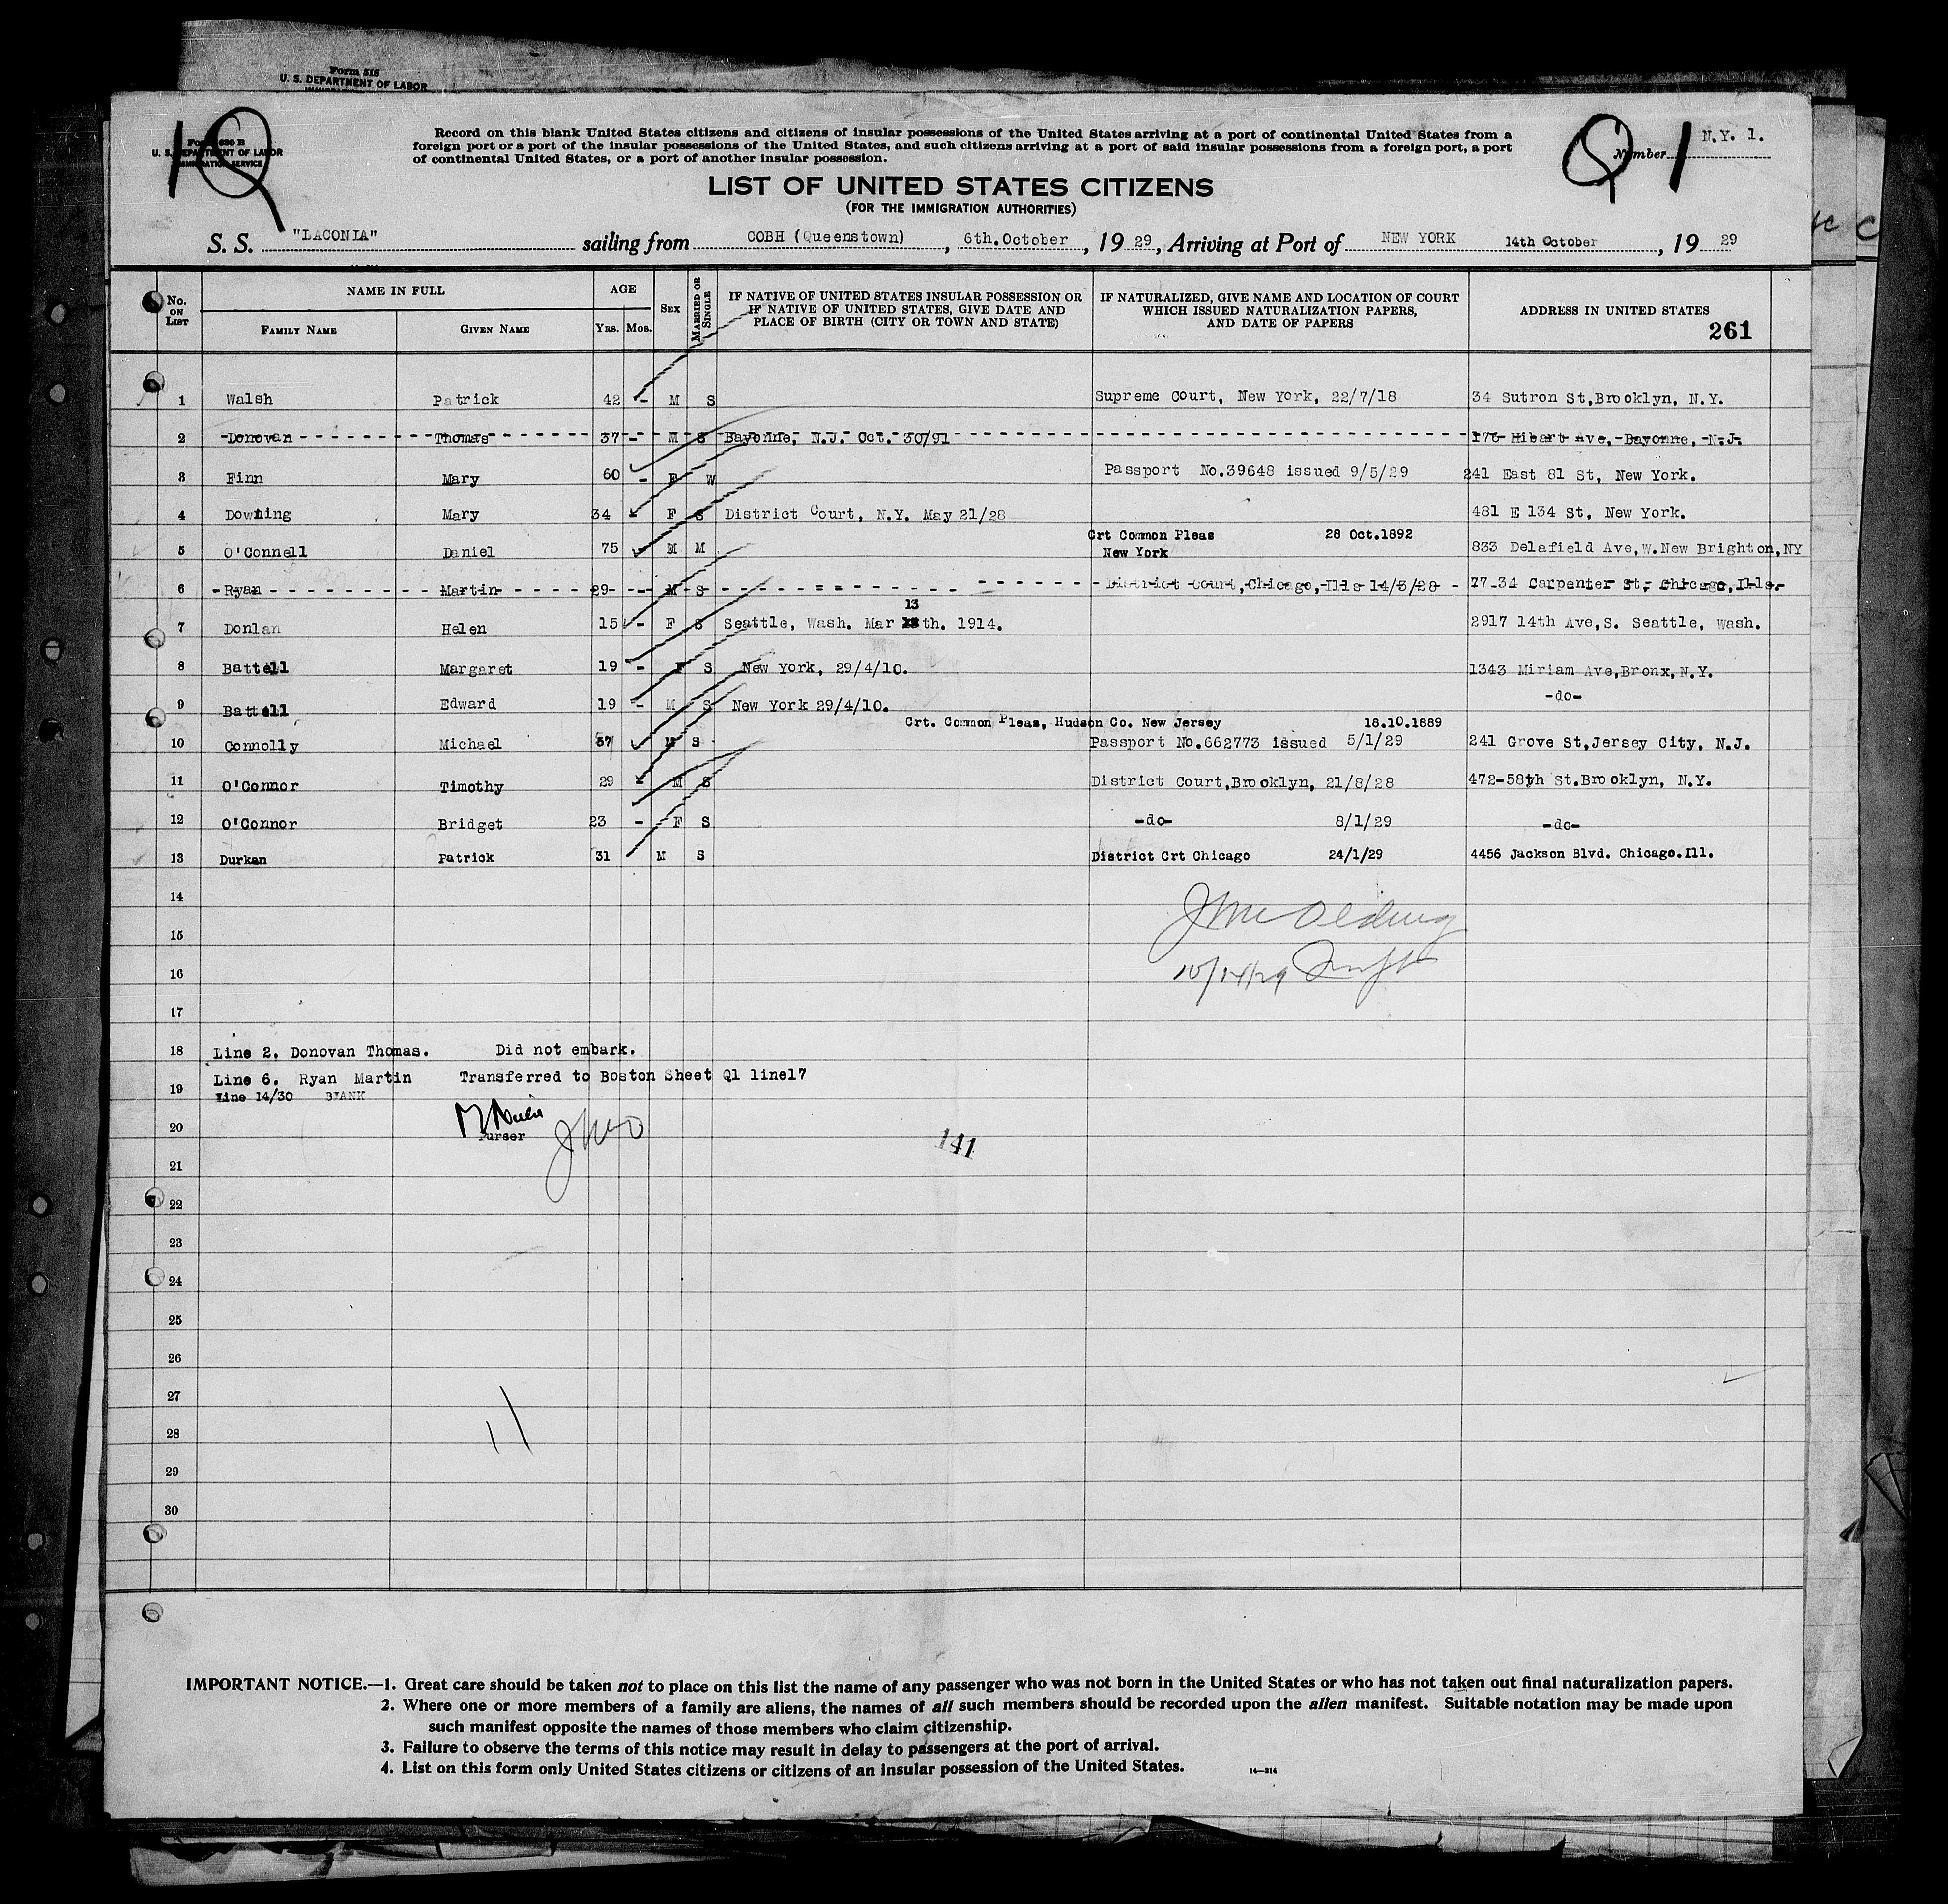 Form 515
U. S. DEPARTMENT OF LABOR
1 Q
Form 630 B
U. S. DEPARTMENT OF LABOR
IMMIGRATION SERVICE
Record on this blank United States citizens and citizens of insular possessions of the United States arriving at a port of continental United States from a
foreign port or a port of the insular possessions of the United States, and such citizens arriving at a port of said insular possessions from a foreign port, a port
of continental United States, or a port of another insular possession.
Q 1
Number N.Y. 1.
LIST OF UNITED STATES CITIZENS
(FOR THE IMMIGRATION AUTHORITIES)
S. S. "LACONIA" sailing from COBH (Queenstown), 6th.October, 19 29, Arriving at Port of NEW YORK 14th October, 19 29
No. ON LIST
NAME IN FULL
FAMILY NAME GIVEN NAME
AGE
YRS. MOS.
SEX
MARRIED OR SINGLE
IF NATIVE OF UNITED STATES INSULAR POSSESSION OR
IF NATIVE OF UNITED STATES, GIVE DATE AND
PLACE OF BIRTH (CITY OR TOWN AND STATE)
IF NATURALIZED, GIVE NAME AND LOCATION OF COURT
WHICH ISSUED NATURALIZATION PAPERS,
AND DATE OF PAPERS
ADDRESS IN UNITED STATES
261
1 Walsh Patrick 42 - M S Supreme Court, New York, 22/7/18 34 Sutron St,Brooklyn, N.Y.
2 Donovan Thomas 37 - M S Bayonne, N.J. Oct. 30/91 176 Hibart Ave, Bayonne, N.J.
3 Finn Mary 60 - F W Passport No.39648 issued 9/5/29 241 East 81 St, New York.
4 Downing Mary 34 - F S District Court, N.Y. May 21/28 481 E 134 St, New York.
5 O'Connell Daniel 75 - M M Crt Common Pleas 28 Oct.1892
New York 833 Delafield Ave,W.New Brighton,NY
6 Ryan Martin 29 - M S District Court,Chicago,Ills 14/3/28 77-34 Carpenter St, Chicago,Ills.
13
7 Donlan Helen 15 - F S Seattle, Wash. Mar th. 1914. 2917 14th Ave,S. Seattle, Wash.
8 Battell Margaret 19 - F S New York, 29/4/10. 1343 Miriam Ave,Bronx,N.Y.
9 Battell Edward 19 - M S New York 29/4/10. -do-
Crt. Common Pleas, Hudson Co. New Jersey 18.10.1889
10 Connolly Michael 57 M S Passport No.662773 issued 5/1/29 241 Grove St,Jersey City, N.J.
11 O'Connor Timothy 29 - M S District Court,Brooklyn, 21/8/28 472-58th St.Brooklyn, N.Y.
12 O'Connor Bridget 23 - F S -do- 8/1/29 -do-
13 Durkan Patrick 31 M S District Crt Chicago 24/1/29 4456 Jackson Blvd. Chicago.Ill.
14
15
16 10/14/29
17
18 Line 2. Donovan Thomas. Did not embark.
19 Line 6. Ryan Martin Transferred to Boston Sheet Q1 line17
Line 14/30 BLANK
20 Purser
141
21
22
23
24
25
26
27
28
29
30
IMPORTANT NOTICE.—1. Great care should be taken not to place on this list the name of any passenger who was not born in the United States or who has not taken out final naturalization papers.
2. Where one or more members of a family are aliens, the names of all such members should be recorded upon the alien manifest. Suitable notation may be made upon
such manifest opposite the names of those members who claim citizenship.
3. Failure to observe the terms of this notice may result in delay to passengers at the port of arrival.
4. List on this form only United States citizens or citizens of an insular possession of the United States.
14—314